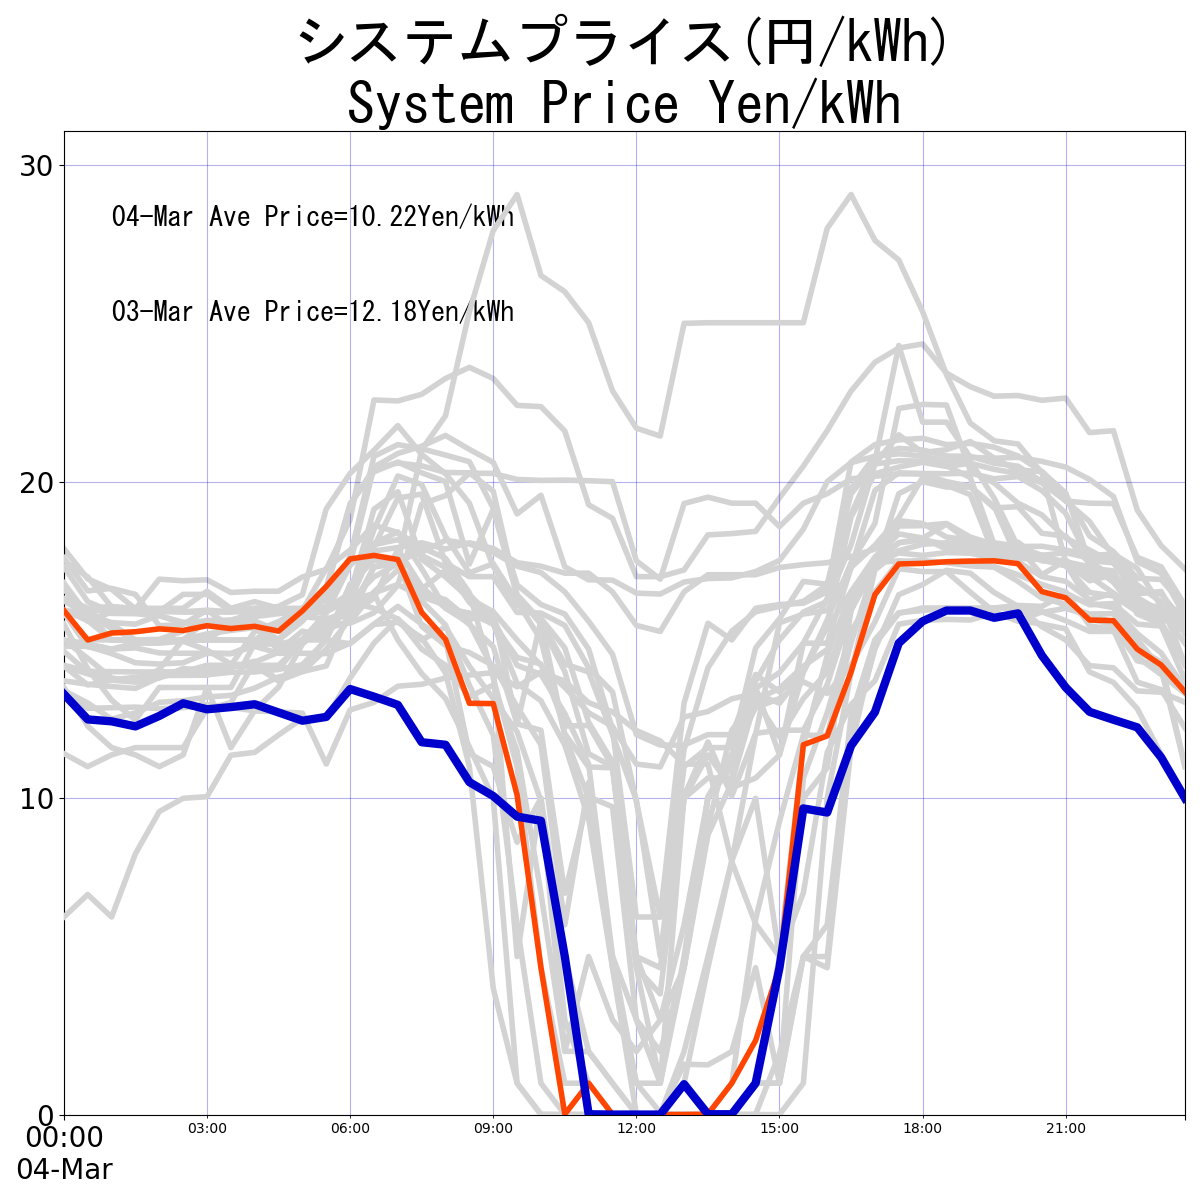 システムプライス(円/kWh)
System Price Yen/kWh
30
04-Mar Ave Price=10.22Yen/kWh
03-Mar Ave Price=12.18Yen/kWh
20
10
0
00:00 03:00 06:00 09:00 12:00 15:00 18:00 21:00
04-Mar